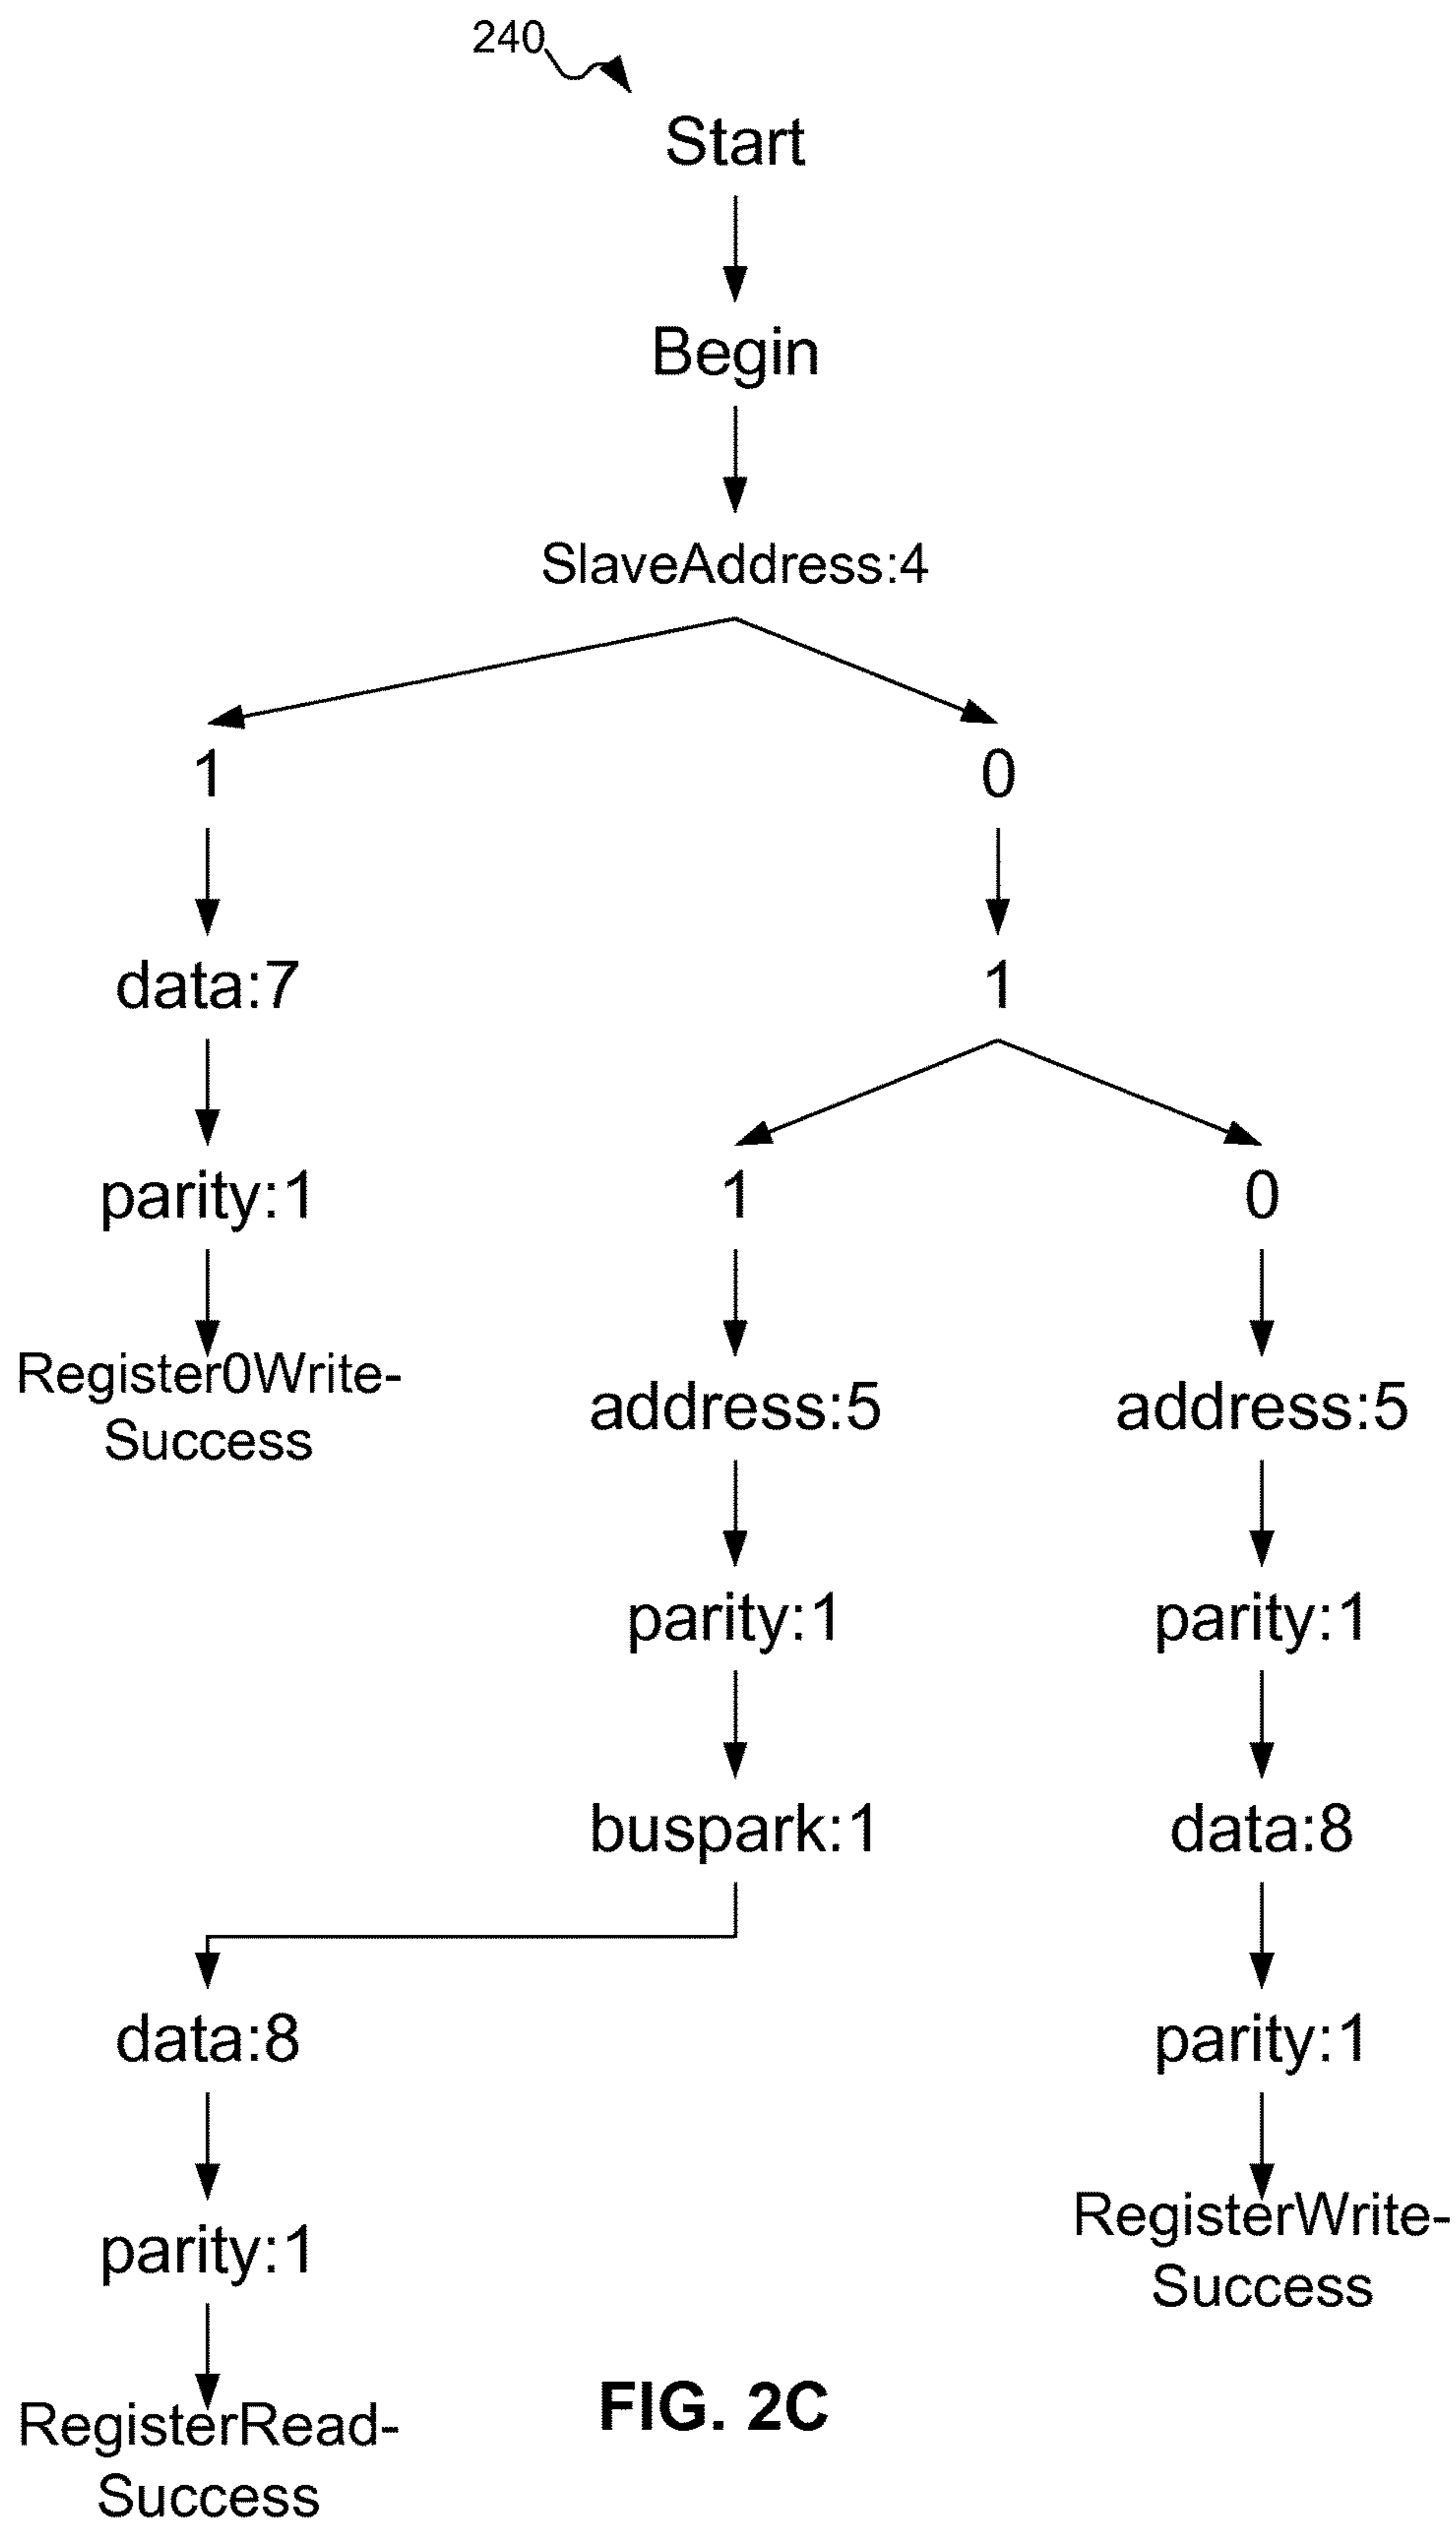 240
Start
Begin
SlaveAddress:4
1 0
data:7 1
parity:1 1 0
Register0Write-
Success
address:5 address:5
parity:1 parity:1
buspark:1 data:8
data:8 parity:1
parity:1 RegisterWrite-
Success
RegisterRead-
Success
FIG. 2C